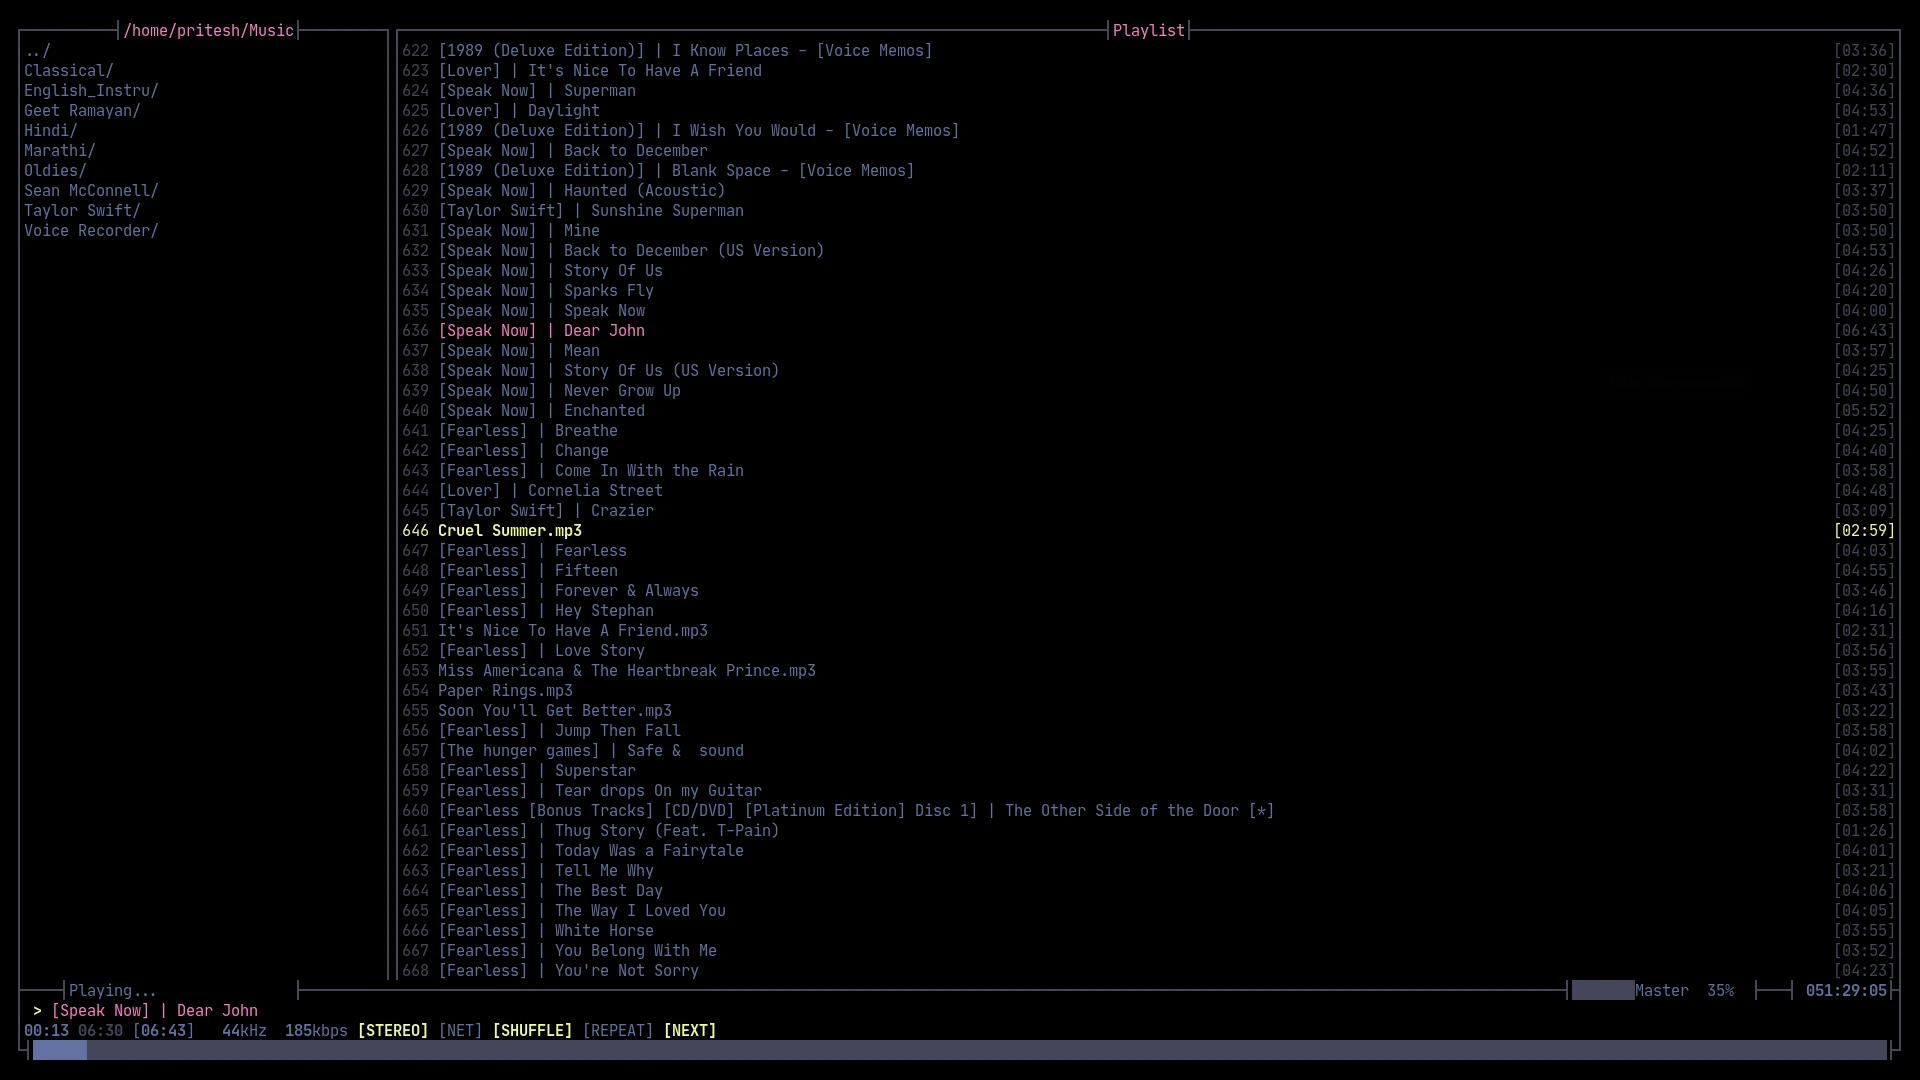 /home/pritesh/Music
../
Classical/
English_Instru/
Geet Ramayan/
Hindi/
Marathi/
Oldies/
Sean McConnell/
Taylor Swift/
Voice Recorder/
Playlist
622 [1989 (Deluxe Edition)] | I Know Places - [Voice Memos] [03:36]
623 [Lover] | It's Nice To Have A Friend [02:30]
624 [Speak Now] | Superman [04:36]
625 [Lover] | Daylight [04:53]
626 [1989 (Deluxe Edition)] | I Wish You Would - [Voice Memos] [01:47]
627 [Speak Now] | Back to December [04:52]
628 [1989 (Deluxe Edition)] | Blank Space - [Voice Memos] [02:11]
629 [Speak Now] | Haunted (Acoustic) [03:37]
630 [Taylor Swift] | Sunshine Superman [03:50]
631 [Speak Now] | Mine [03:50]
632 [Speak Now] | Back to December (US Version) [04:53]
633 [Speak Now] | Story Of Us [04:26]
634 [Speak Now] | Sparks Fly [04:20]
635 [Speak Now] | Speak Now [04:00]
636 [Speak Now] | Dear John [06:43]
637 [Speak Now] | Mean [03:57]
638 [Speak Now] | Story Of Us (US Version) [04:25]
639 [Speak Now] | Never Grow Up [04:50]
640 [Speak Now] | Enchanted [05:52]
641 [Fearless] | Breathe [04:25]
642 [Fearless] | Change [04:40]
643 [Fearless] | Come In With the Rain [03:58]
644 [Lover] | Cornelia Street [04:48]
645 [Taylor Swift] | Crazier [03:09]
646 Cruel Summer.mp3 [02:59]
647 [Fearless] | Fearless [04:03]
648 [Fearless] | Fifteen [04:55]
649 [Fearless] | Forever & Always [03:46]
650 [Fearless] | Hey Stephan [04:16]
651 It's Nice To Have A Friend.mp3 [02:31]
652 [Fearless] | Love Story [03:56]
653 Miss Americana & The Heartbreak Prince.mp3 [03:55]
654 Paper Rings.mp3 [03:43]
655 Soon You'll Get Better.mp3 [03:22]
656 [Fearless] | Jump Then Fall [03:58]
657 [The hunger games] | Safe &  sound [04:02]
658 [Fearless] | Superstar [04:22]
659 [Fearless] | Tear drops On my Guitar [03:31]
660 [Fearless [Bonus Tracks] [CD/DVD] [Platinum Edition] Disc 1] | The Other Side of the Door [*] [03:58]
661 [Fearless] | Thug Story (Feat. T-Pain) [01:26]
662 [Fearless] | Today Was a Fairytale [04:01]
663 [Fearless] | Tell Me Why [03:21]
664 [Fearless] | The Best Day [04:06]
665 [Fearless] | The Way I Loved You [04:05]
666 [Fearless] | White Horse [03:55]
667 [Fearless] | You Belong With Me [03:52]
668 [Fearless] | You're Not Sorry [04:23]
Playing... Master 35% 051:29:05
> [Speak Now] | Dear John
00:13 06:30 [06:43] 44kHz 185kbps [STEREO] [NET] [SHUFFLE] [REPEAT] [NEXT]